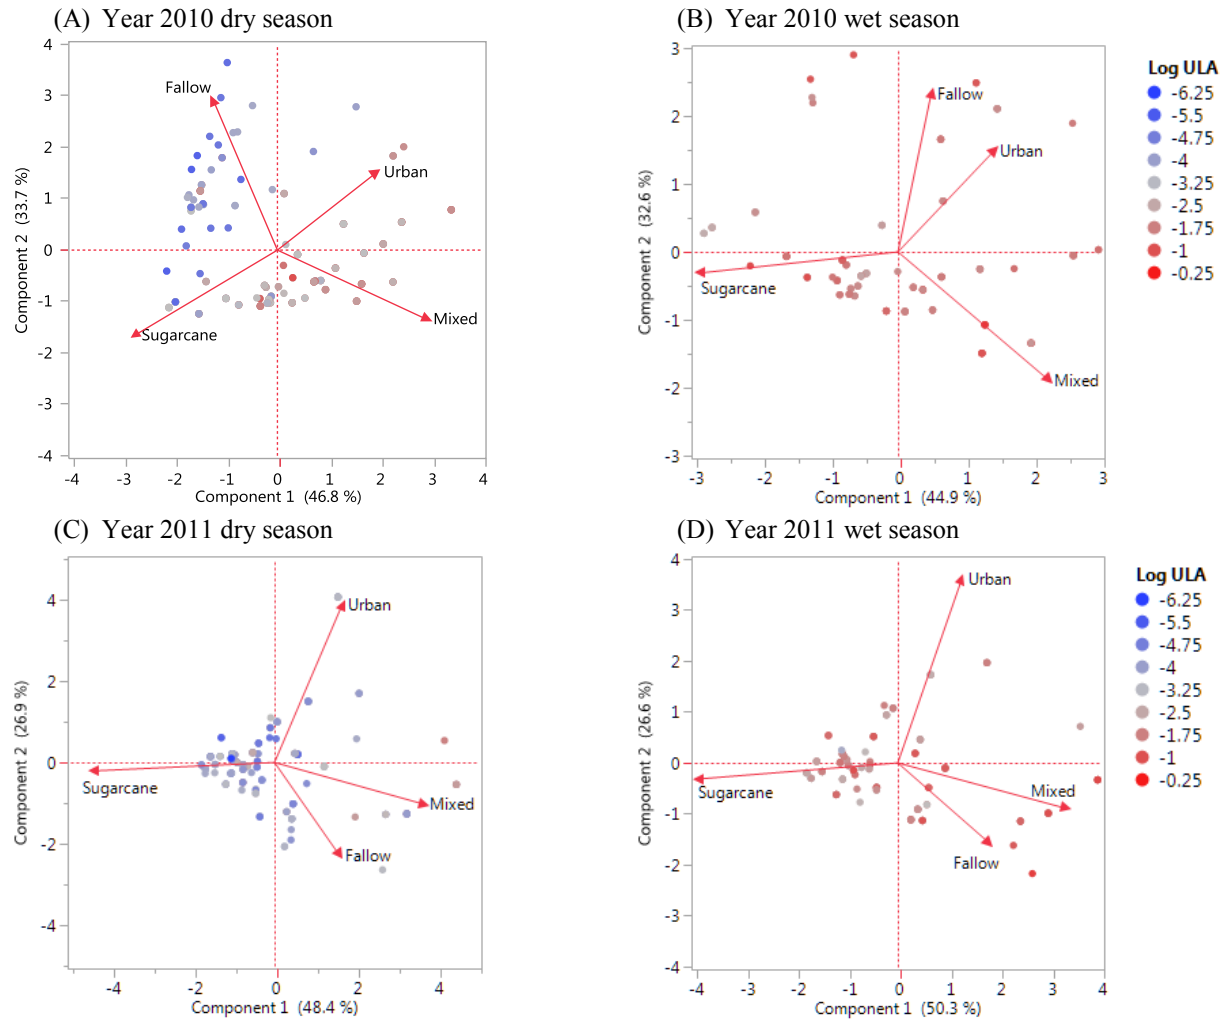 (A) Year 2010 dry season
4
3
2
1
0
-1
-2
-3
-4
Component 2 (33.7 %)
Fallow
Urban
Mixed
Sugarcane
-4 -3 -2 -1 0 1 2 3 4
Component 1 (46.8 %)
(B) Year 2010 wet season
3
2
1
0
-1
-2
-3
Component 2 (32.6 %)
Fallow
Urban
Sugarcane
Mixed
-3 -2 -1 0 1 2 3
Component 1 (44.9 %)
Log ULA
-6.25
-5.5
-4.75
-4
-3.25
-2.5
-1.75
-1
-0.25
(C) Year 2011 dry season
4
2
0
-2
-4
Component 2 (26.9 %)
Urban
Sugarcane
Mixed
Fallow
-4 -2 0 2 4
Component 1 (48.4 %)
(D) Year 2011 wet season
4
3
2
1
0
-1
-2
-3
-4
Component 2 (26.6 %)
Urban
Sugarcane
Mixed
Fallow
-4 -3 -2 -1 0 1 2 3 4
Component 1 (50.3 %)
Log ULA
-6.25
-5.5
-4.75
-4
-3.25
-2.5
-1.75
-1
-0.25